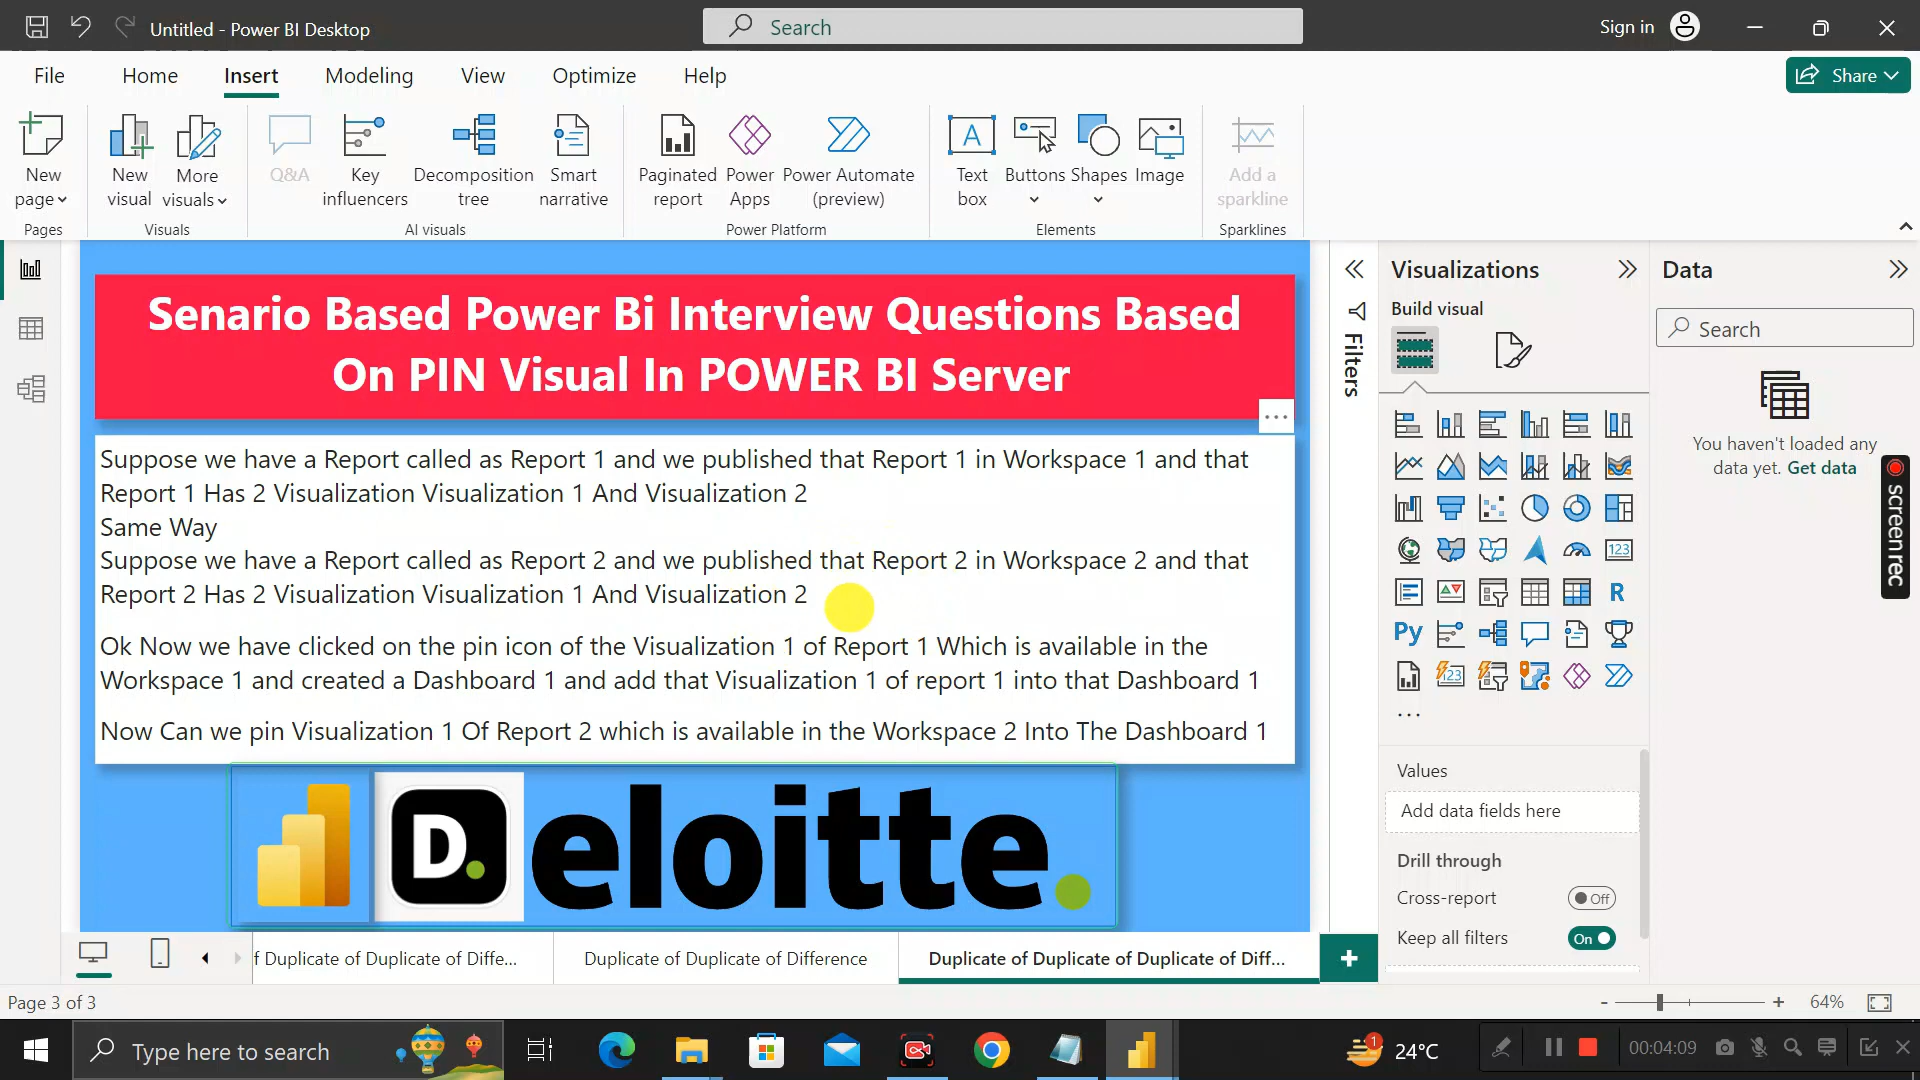 Untitled - Power BI Desktop
Search
Sign in
File Home Insert Modeling View Optimize Help
Share
New page
New visual
More visuals
Q&A
Key influencers
Decomposition tree
Smart narrative
Paginated report
Power Apps
Power Automate (preview)
Text box
Buttons
Shapes
Image
Add a sparkline
Pages Visuals AI visuals Power Platform Elements Sparklines
Senario Based Power Bi Interview Questions Based
On PIN Visual In POWER BI Server
Suppose we have a Report called as Report 1 and we published that Report 1 in Workspace 1 and that
Report 1 Has 2 Visualization Visualization 1 And Visualization 2
Same Way
Suppose we have a Report called as Report 2 and we published that Report 2 in Workspace 2 and that
Report 2 Has 2 Visualization Visualization 1 And Visualization 2
Ok Now we have clicked on the pin icon of the Visualization 1 of Report 1 Which is available in the
Workspace 1 and created a Dashboard 1 and add that Visualization 1 of report 1 into that Dashboard 1
Now Can we pin Visualization 1 Of Report 2 which is available in the Workspace 2 Into The Dashboard 1
D.eloitte.
Filters
Visualizations
Build visual
123
R
Py
123
Values
Add data fields here
Drill through
Cross-report Off
Keep all filters On
Data
Search
You haven't loaded any
data yet. Get data
screen rec
f Duplicate of Duplicate of Diffe...
Duplicate of Duplicate of Difference
Duplicate of Duplicate of Duplicate of Diff...
+
Page 3 of 3
- + 64%
Type here to search
1
24°C
00:04:09